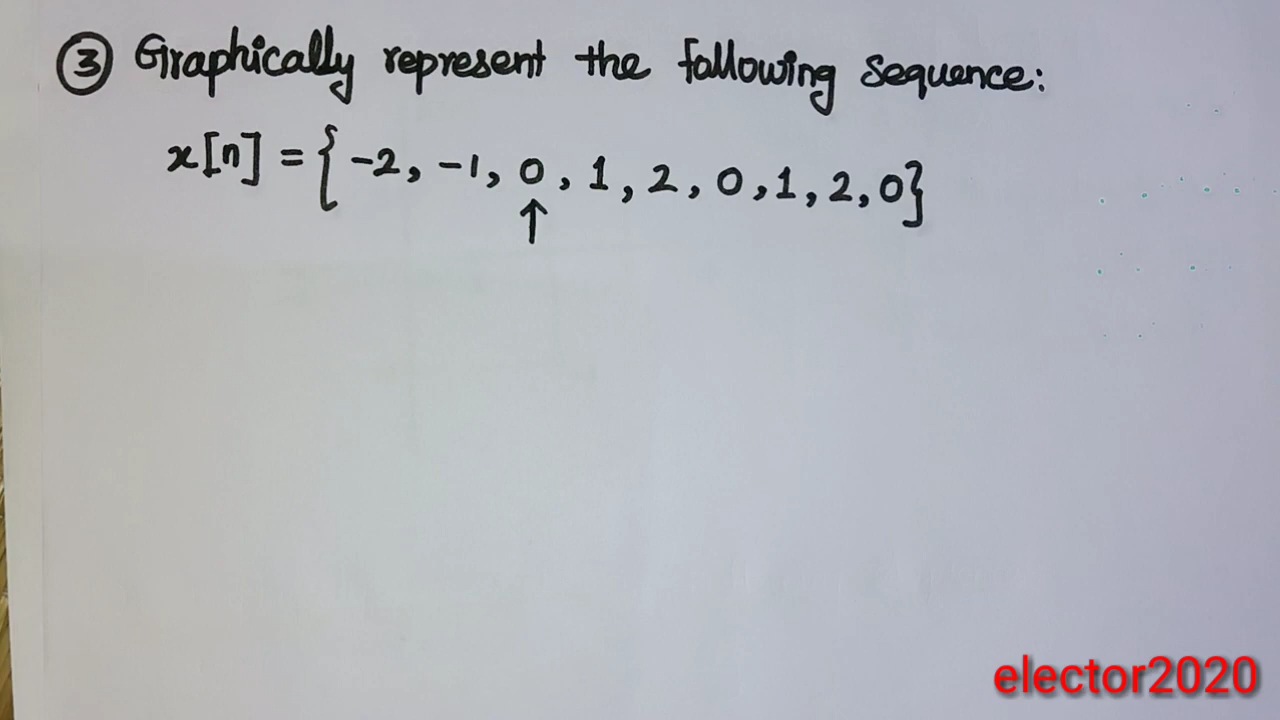 ③ Graphically represent the following sequence:
x[n] = { -2, -1, 0, 1, 2, 0, 1, 2, 0}
↑
elector2020